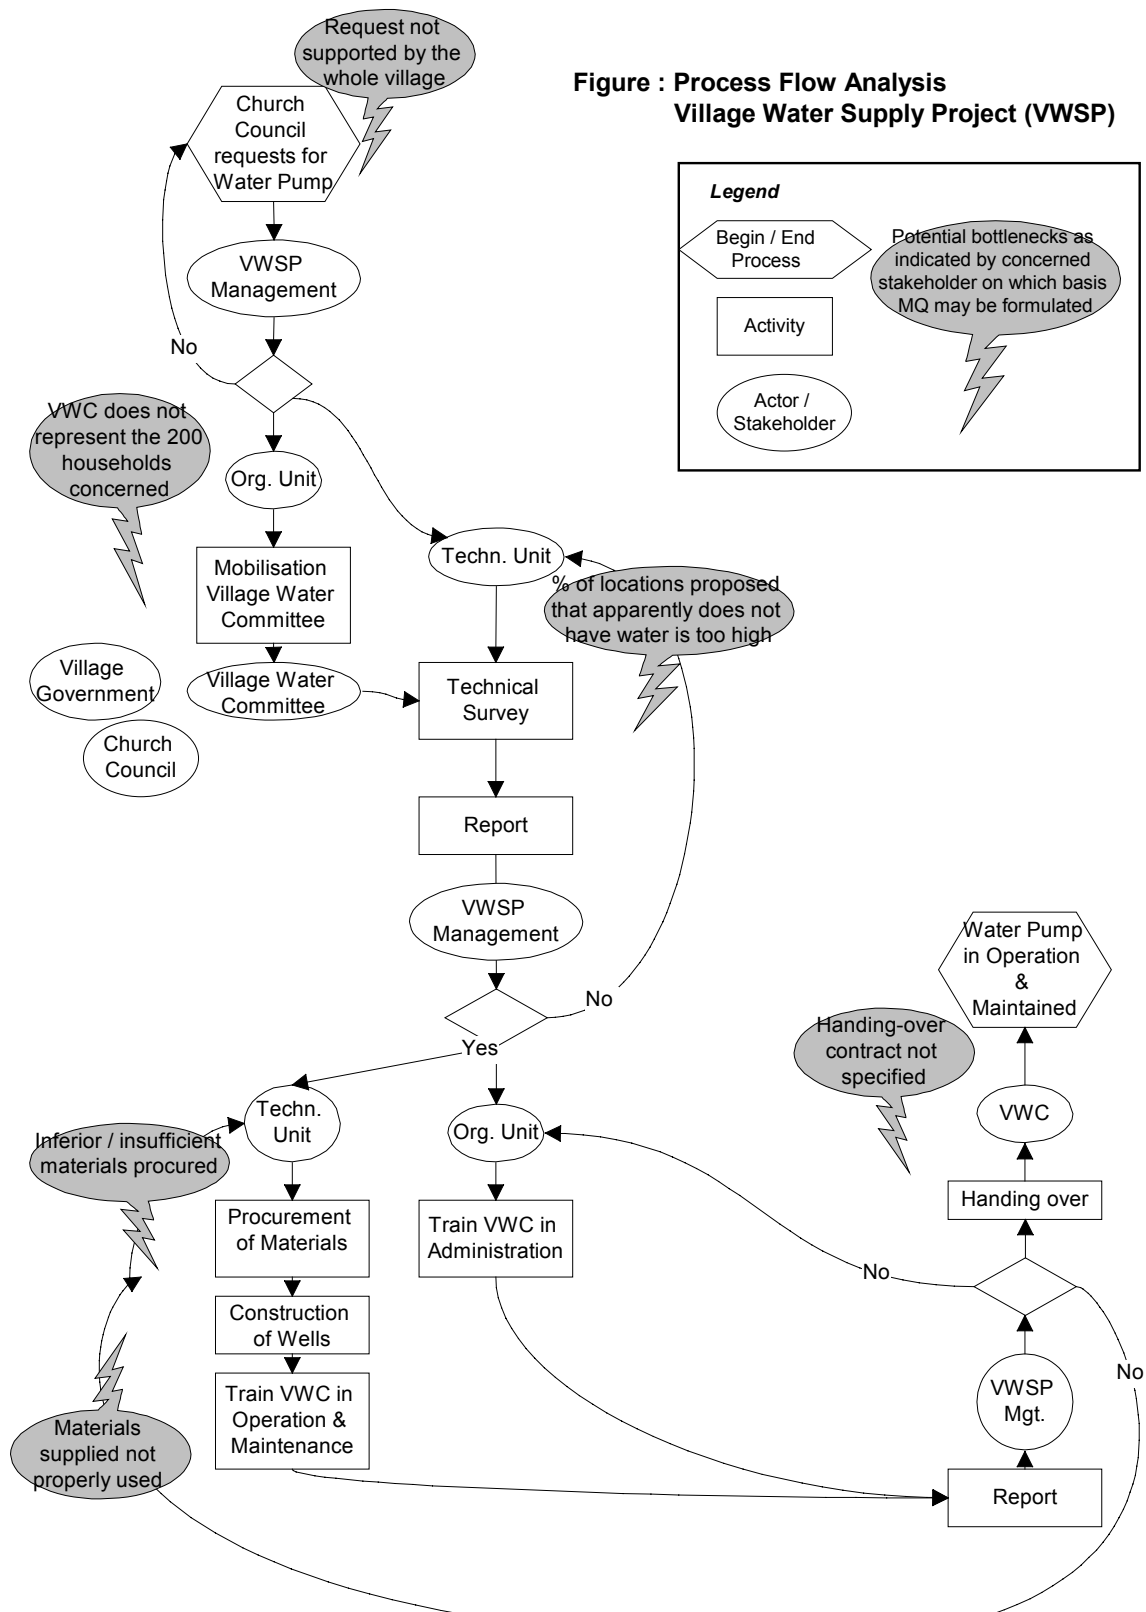 Request not
supported by the
whole village
Figure : Process Flow Analysis
Village Water Supply Project (VWSP)
Church
Council
requests for
Water Pump
Legend
Begin / End
Process
Potential bottlenecks as
indicated by concerned
stakeholder on which basis
MQ may be formulated
Activity
Actor /
Stakeholder
VWSP
Management
No
VWC does not
represent the 200
households
concerned
Org. Unit
Techn. Unit
Mobilisation
Village Water
Committee
% of locations proposed
that apparently does not
have water is too high
Village
Government
Village Water
Committee
Technical
Survey
Church
Council
Report
VWSP
Management
No
Yes
Water Pump
in Operation
&
Maintained
Handing-over
contract not
specified
Techn.
Unit
Org. Unit
VWC
Inferior / insufficient
materials procured
Procurement
of Materials
Train VWC in
Administration
Handing over
No
Construction
of Wells
No
Train VWC in
Operation &
Maintenance
VWSP
Mgt.
Materials
supplied not
properly used
Report